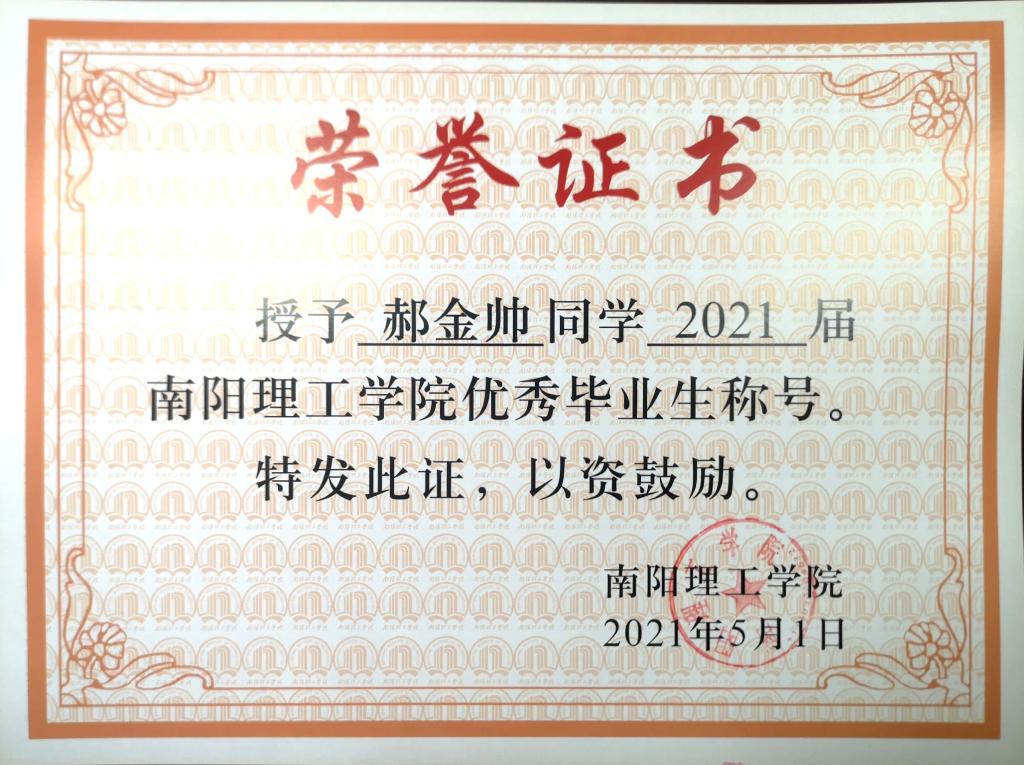 荣誉证书
授予 郝金帅 同学 2021 届
南阳理工学院优秀毕业生称号。
特发此证，以资鼓励。
南阳理工学院
2021年5月1日